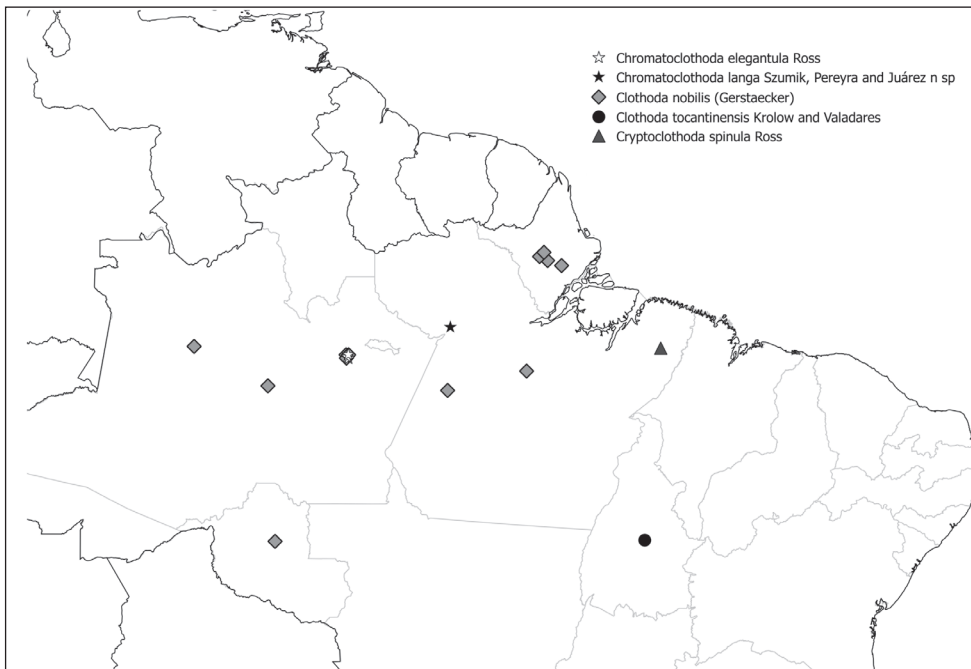 Chromatoclothoda elegantula Ross
Chromatoclothoda langa Szumik, Pereyra and Juárez n sp
Clothoda nobilis (Gerstaecker)
Clothoda tocantinensis Krolow and Valadares
Cryptoclothoda spinula Ross